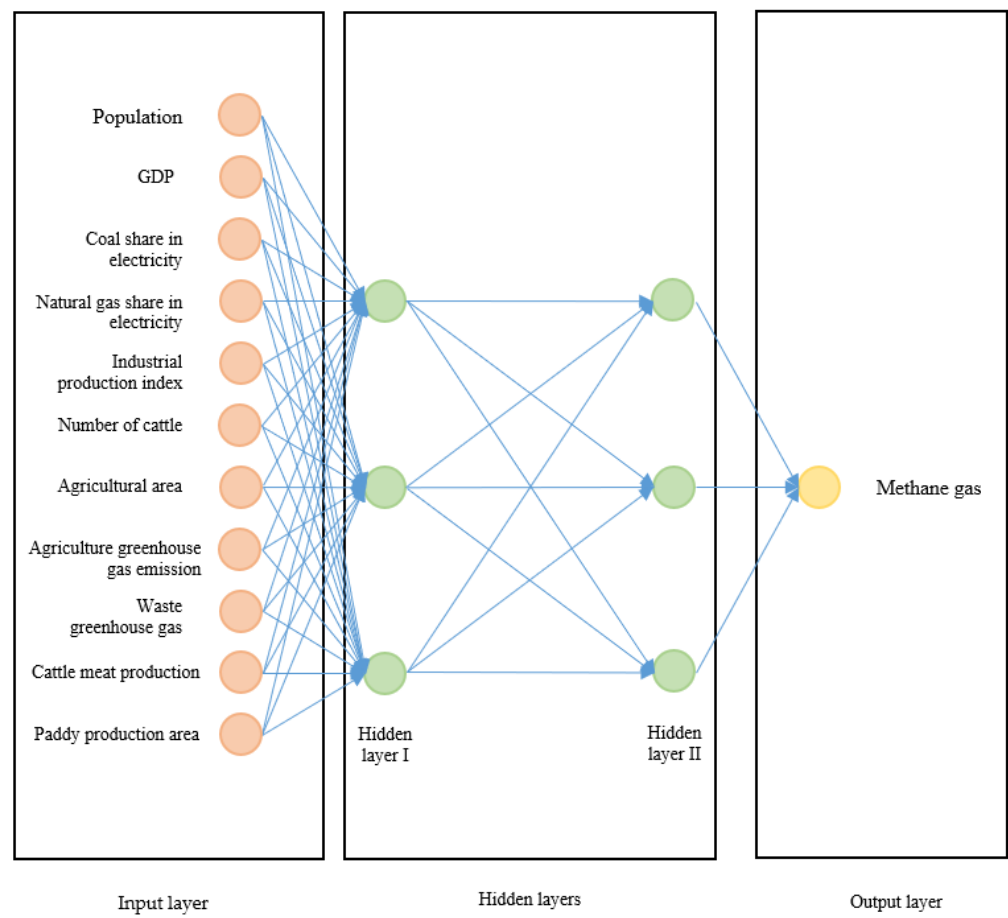 Population
GDP
Coal share in
electricity
Natural gas share in
electricity
Industrial
production index
Number of cattle
Agricultural area
Agriculture greenhouse
gas emission
Waste
greenhouse gas
Cattle meat production
Paddy production area
Hidden
layer I
Hidden
layer II
Methane gas
Input layer
Hidden layers
Output layer